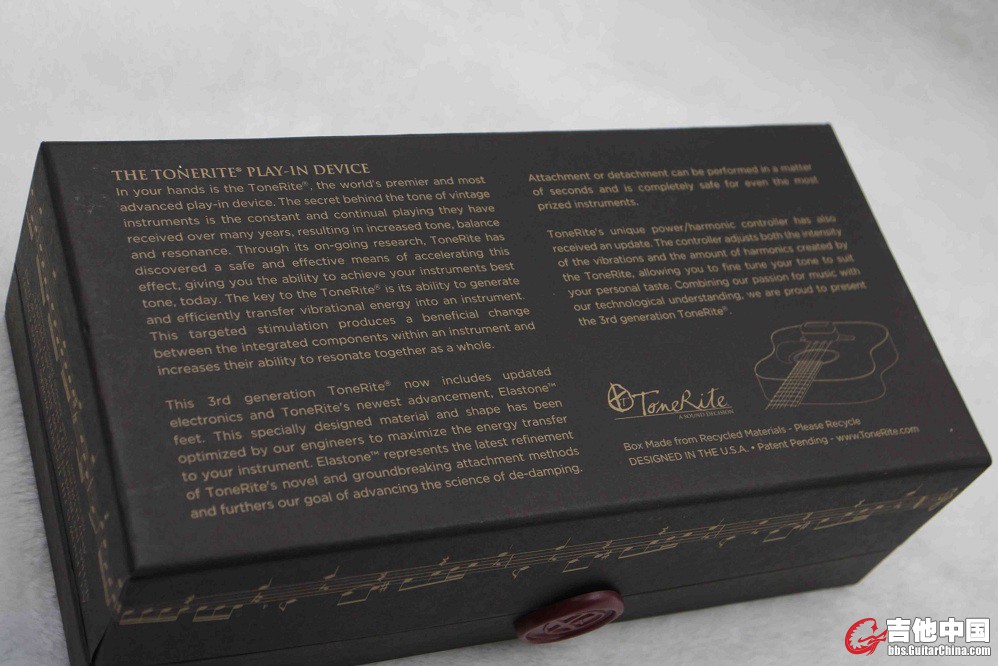 THE TONERITE® PLAY-IN DEVICE
In your hands is the ToneRite®, the world's premier and most
advanced play-in device. The secret behind the tone of vintage
instruments is the constant and continual playing they have
received over many years, resulting in increased tone, balance
and resonance. Through its on-going research, ToneRite has
discovered a safe and effective means of accelerating this
effect, giving you the ability to achieve your instruments best
tone, today. The key to the ToneRite® is its ability to generate
and efficiently transfer vibrational energy into an instrument.
This targeted stimulation produces a beneficial change
between the integrated components within an instrument and
increases their ability to resonate together as a whole.
This 3rd generation ToneRite® now includes updated
electronics and ToneRite's newest advancement, Elastone™
feet. This specially designed material and shape has been
optimized by our engineers to maximize the energy transfer
to your instrument. Elastone™ represents the latest refinement
of ToneRite's novel and groundbreaking attachment methods
and furthers our goal of advancing the science of de-damping.
Attachment or detachment can be performed in a matter
of seconds and is completely safe for even the most
prized instruments.
ToneRite's unique power/harmonic controller has also
received an update. The controller adjusts both the intensity
of the vibrations and the amount of harmonics created by
the ToneRite, allowing you to fine tune your tone to suit
your personal taste. Combining our passion for music with
our technological understanding, we are proud to present
the 3rd generation ToneRite®.
ToneRite
A SOUND DECISION
Box Made from Recycled Materials - Please Recycle
DESIGNED IN THE U.S.A. • Patent Pending - www.ToneRite.com
吉他中国
bbs.GuitarChina.com